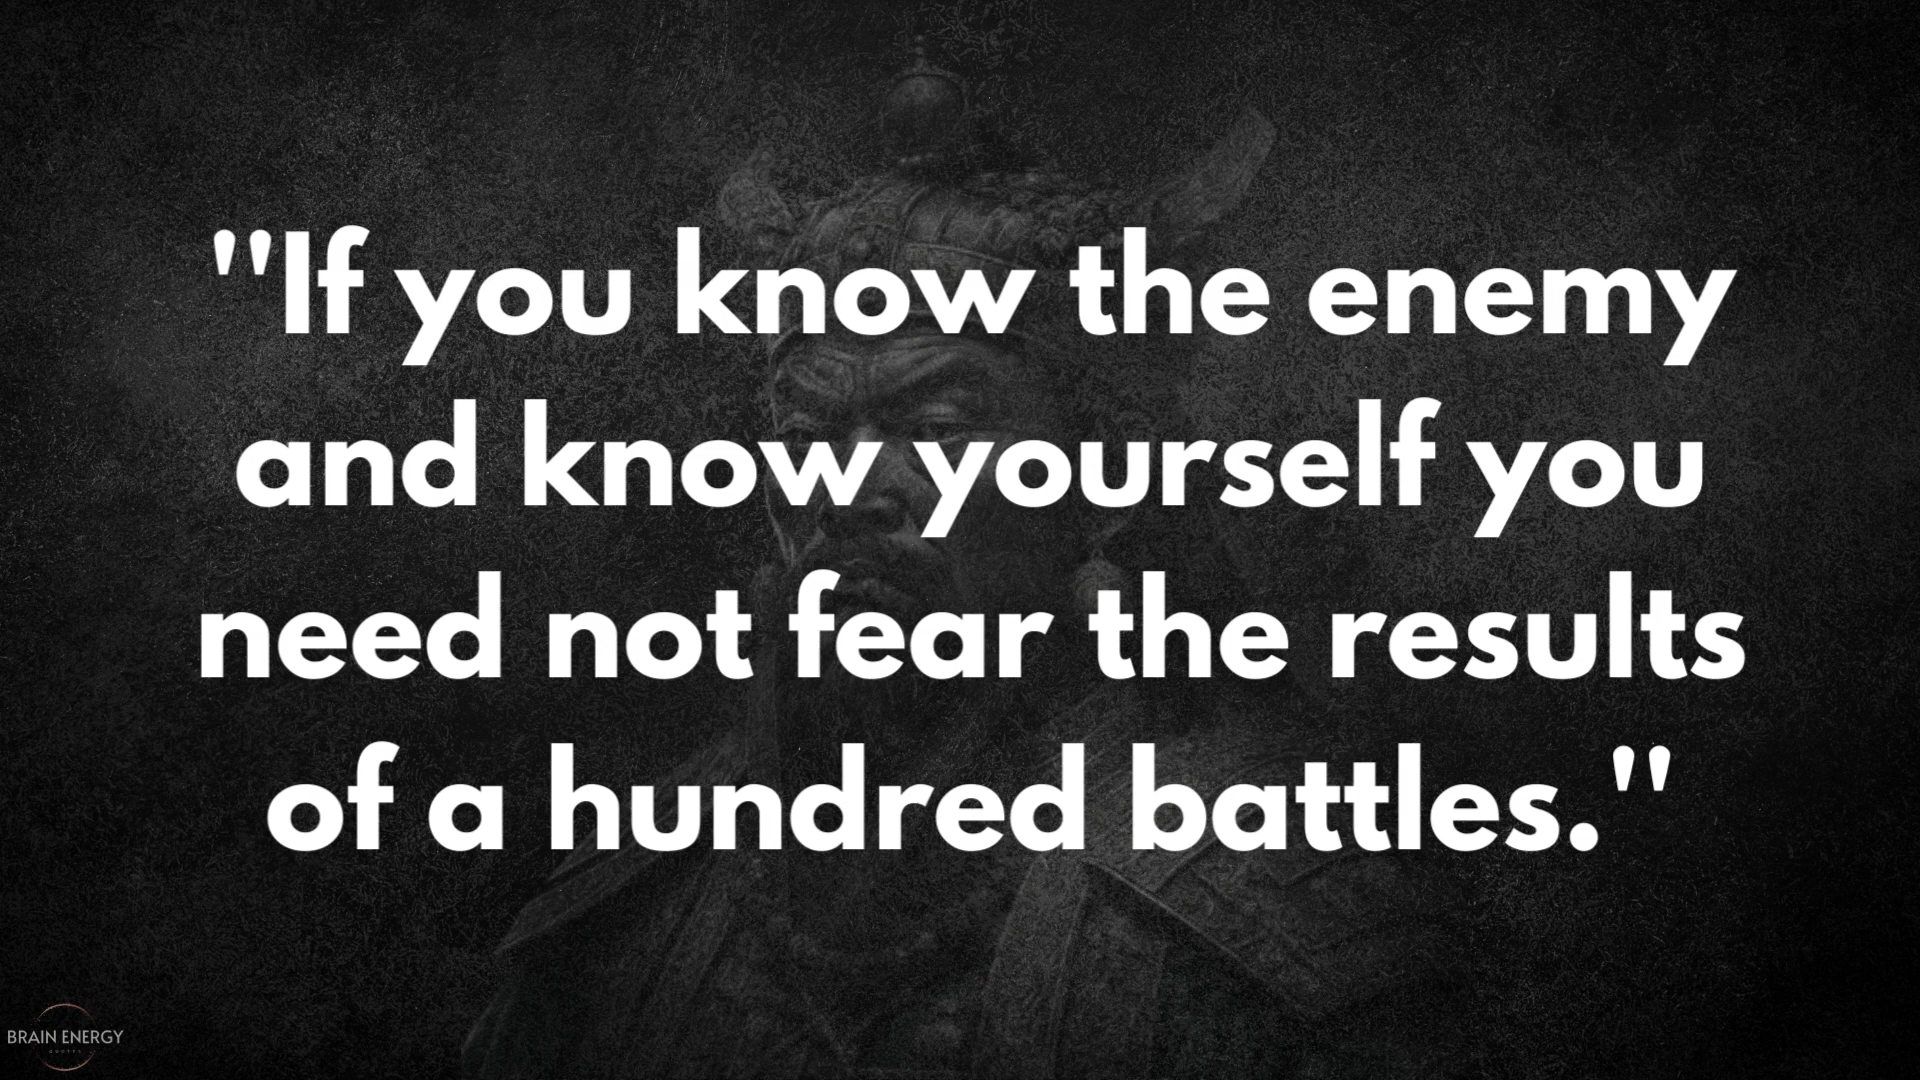 "If you know the enemy
and know yourself you
need not fear the results
of a hundred battles."
BRAIN ENERGY
QUOTES